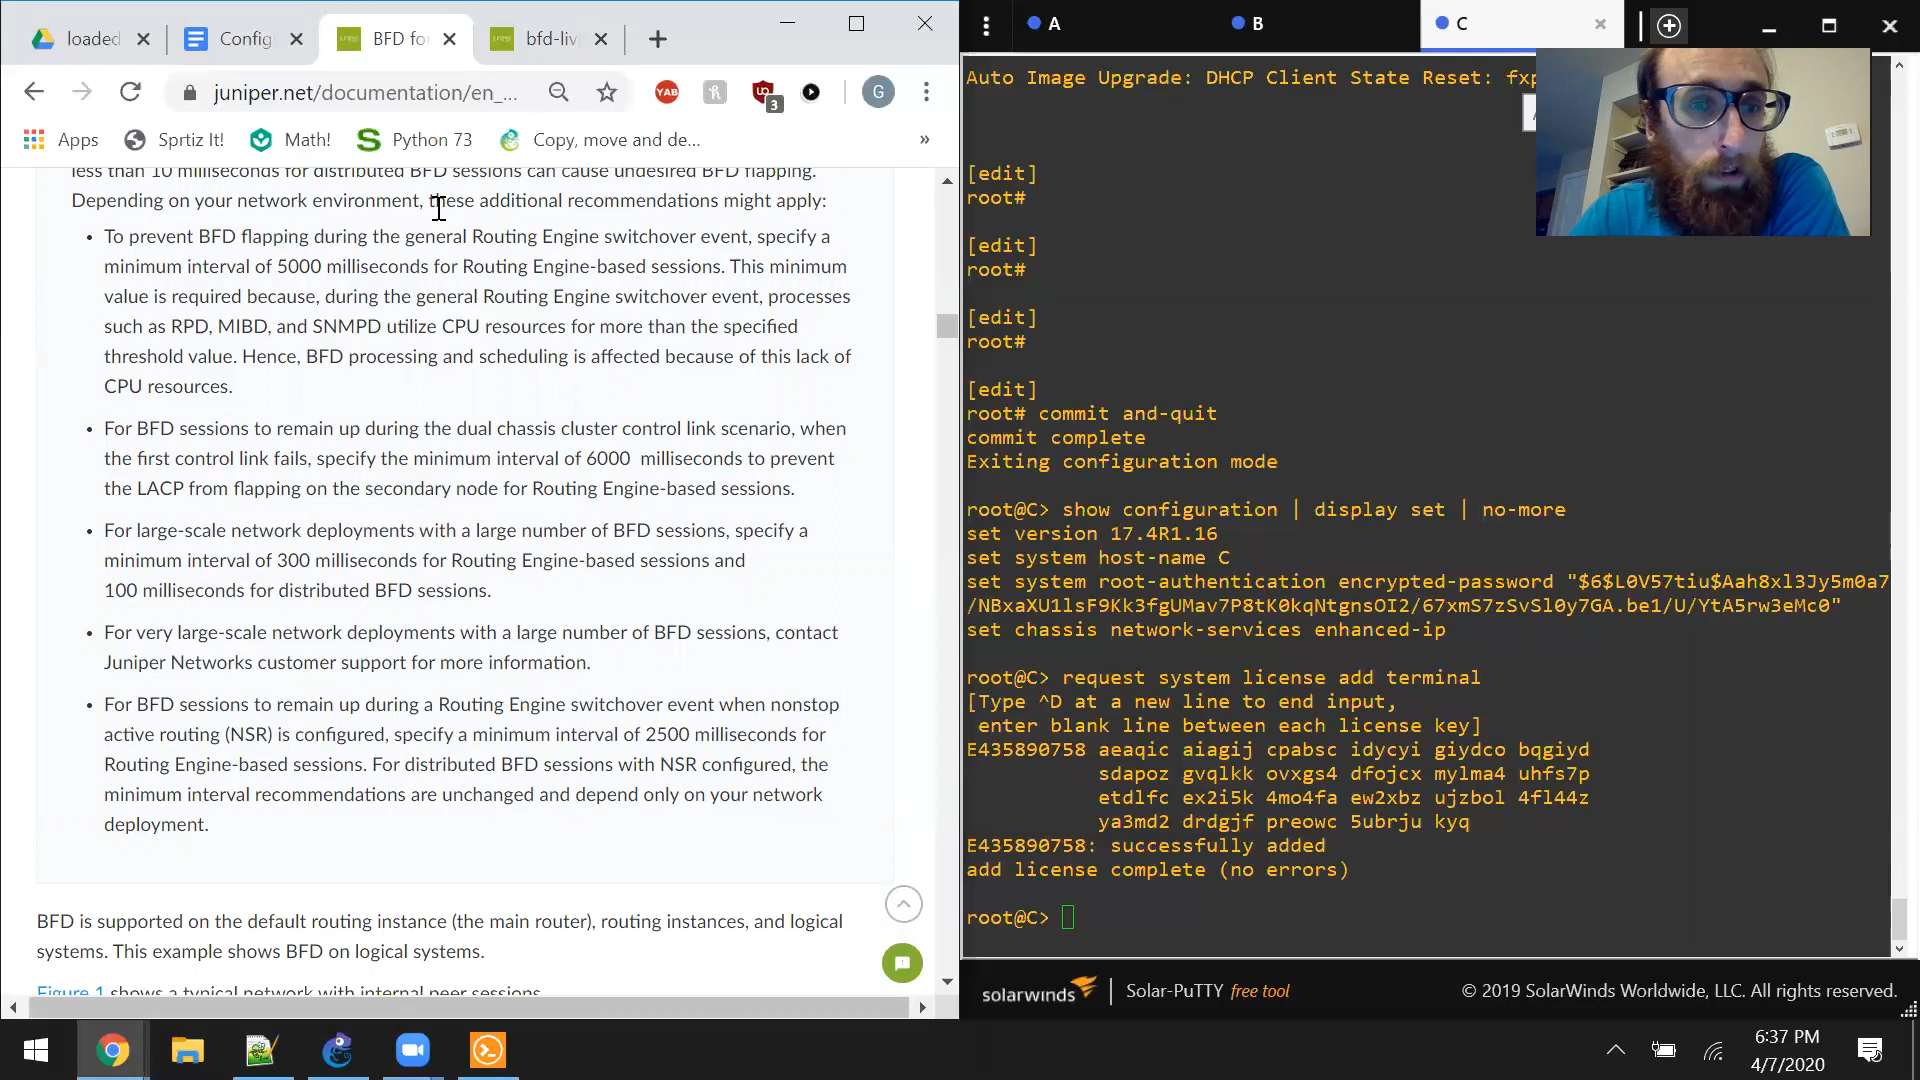 loaded
Config
BFD fo
bfd-liv
juniper.net/documentation/en_...
YAB
3
G
Apps
Sprtiz It!
Math!
Python 73
Copy, move and de...
»
less than 10 milliseconds for distributed BFD sessions can cause undesired BFD flapping.
Depending on your network environment, these additional recommendations might apply:
• To prevent BFD flapping during the general Routing Engine switchover event, specify a
minimum interval of 5000 milliseconds for Routing Engine-based sessions. This minimum
value is required because, during the general Routing Engine switchover event, processes
such as RPD, MIBD, and SNMPD utilize CPU resources for more than the specified
threshold value. Hence, BFD processing and scheduling is affected because of this lack of
CPU resources.
• For BFD sessions to remain up during the dual chassis cluster control link scenario, when
the first control link fails, specify the minimum interval of 6000 milliseconds to prevent
the LACP from flapping on the secondary node for Routing Engine-based sessions.
• For large-scale network deployments with a large number of BFD sessions, specify a
minimum interval of 300 milliseconds for Routing Engine-based sessions and
100 milliseconds for distributed BFD sessions.
• For very large-scale network deployments with a large number of BFD sessions, contact
Juniper Networks customer support for more information.
• For BFD sessions to remain up during a Routing Engine switchover event when nonstop
active routing (NSR) is configured, specify a minimum interval of 2500 milliseconds for
Routing Engine-based sessions. For distributed BFD sessions with NSR configured, the
minimum interval recommendations are unchanged and depend only on your network
deployment.
BFD is supported on the default routing instance (the main router), routing instances, and logical
systems. This example shows BFD on logical systems.
Figure 1 shows a typical network with internal peer sessions.
A
B
C
Auto Image Upgrade: DHCP Client State Reset: fxp
[edit]
root#
[edit]
root#
[edit]
root#
[edit]
root# commit and-quit
commit complete
Exiting configuration mode
root@C> show configuration | display set | no-more
set version 17.4R1.16
set system host-name C
set system root-authentication encrypted-password "$6$L0V57tiu$Aah8xl3Jy5m0a7
/NBxaXU1lsF9Kk3fgUMav7P8tK0kqNtgnsOI2/67xmS7zSvSl0y7GA.be1/U/YtA5rw3eMc0"
set chassis network-services enhanced-ip
root@C> request system license add terminal
[Type ^D at a new line to end input,
enter blank line between each license key]
E435890758 aeaqic aiagij cpabsc idycyi giydco bqgiyd
sdapoz gvqlkk ovxgs4 dfojcx mylma4 uhfs7p
etdlfc ex2i5k 4mo4fa ew2xbz ujzbol 4fl44z
ya3md2 drdgjf preowc 5ubrju kyq
E435890758: successfully added
add license complete (no errors)
root@C>
solarwinds
Solar-PuTTY free tool
© 2019 SolarWinds Worldwide, LLC. All rights reserved.
6:37 PM
4/7/2020